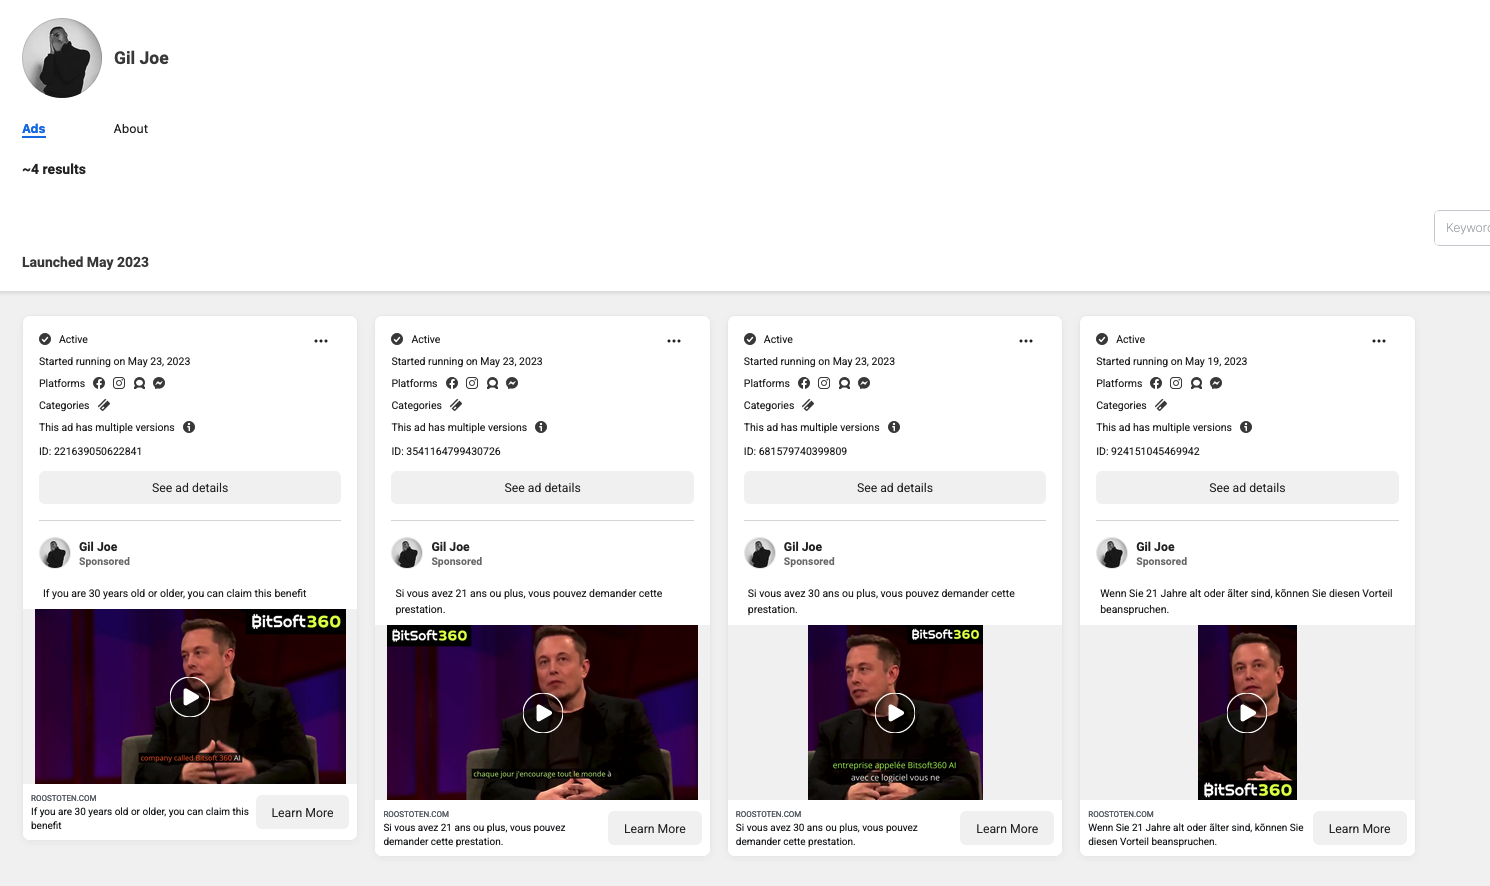 Gil Joe
Ads
About
~4 results
Keyword
Launched May 2023
Active
Started running on May 23, 2023
Platforms
Categories
This ad has multiple versions
ID: 221639050622841
See ad details
Gil Joe
Sponsored
If you are 30 years old or older, you can claim this benefit
BitSoft360
company called Bitsoft 360 AI
ROOSTOTEN.COM
If you are 30 years old or older, you can claim this
benefit
Learn More
Active
Started running on May 23, 2023
Platforms
Categories
This ad has multiple versions
ID: 3541164799430726
See ad details
Gil Joe
Sponsored
Si vous avez 21 ans ou plus, vous pouvez demander cette
prestation.
BitSoft360
chaque jour j'encourage tout le monde à
ROOSTOTEN.COM
Si vous avez 21 ans ou plus, vous pouvez
demander cette prestation.
Learn More
Active
Started running on May 23, 2023
Platforms
Categories
This ad has multiple versions
ID: 681579740399809
See ad details
Gil Joe
Sponsored
Si vous avez 30 ans ou plus, vous pouvez demander cette
prestation.
BitSoft360
entreprise appelée Bitsoft360 AI
avec ce logiciel vous ne
ROOSTOTEN.COM
Si vous avez 30 ans ou plus, vous pouvez
demander cette prestation.
Learn More
Active
Started running on May 19, 2023
Platforms
Categories
This ad has multiple versions
ID: 924151045469942
See ad details
Gil Joe
Sponsored
Wenn Sie 21 Jahre alt oder ãlter sind, können Sie diesen Vorteil
beanspruchen.
BitSoft360
ROOSTOTEN.COM
Wenn Sie 21 Jahre alt oder ãlter sind, können Sie
diesen Vorteil beanspruchen.
Learn More